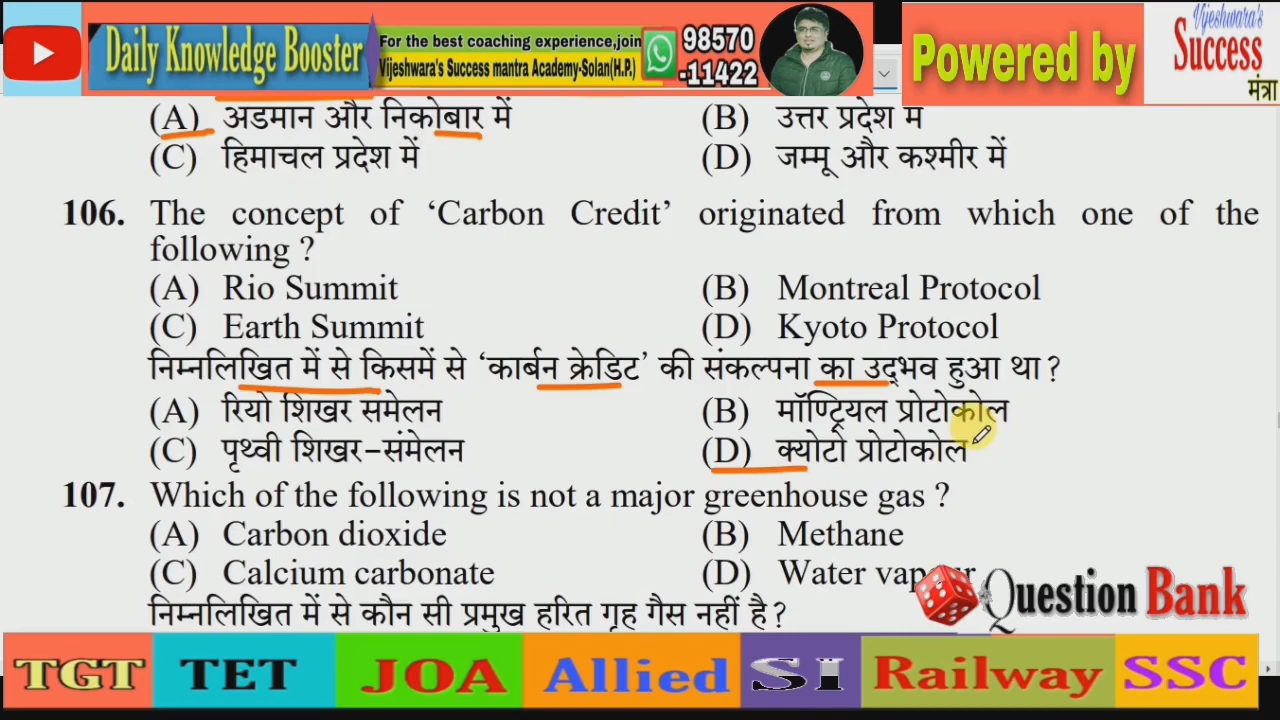 Daily Knowledge Booster
For the best coaching experience,join
Vijeshwara's Success mantra Academy-Solan(H.P.)
98570
-11422
Powered by
Vijeshwara's
Success
मंत्रा
(A) अडमान और निकोबार में (B) उत्तर प्रदेश म
(C) हिमाचल प्रदेश में (D) जम्मू और कश्मीर में
106. The concept of ‘Carbon Credit’ originated from which one of the
following ?
(A) Rio Summit (B) Montreal Protocol
(C) Earth Summit (D) Kyoto Protocol
निम्नलिखित में से किसमें से ‘कार्बन क्रेडिट’ की संकल्पना का उद्भव हुआ था ?
(A) रियो शिखर समेलन (B) मॉण्ट्रियल प्रोटोकोल
(C) पृथ्वी शिखर-संमेलन (D) क्योटो प्रोटोकोल
107. Which of the following is not a major greenhouse gas ?
(A) Carbon dioxide (B) Methane
(C) Calcium carbonate (D) Water vapour
निम्नलिखित में से कौन सी प्रमुख हरित गृह गैस नहीं है ?
Question Bank
TGT TET JOA Allied SI Railway SSC